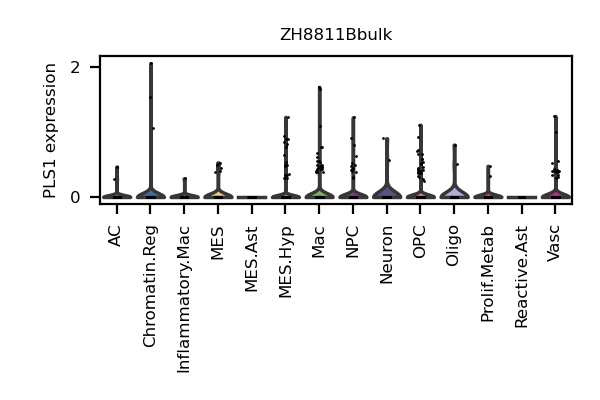 ZH8811Bbulk
PLS1 expression
2
0
AC
Chromatin.Reg
Inflammatory.Mac
MES
MES.Ast
MES.Hyp
Mac
NPC
Neuron
OPC
Oligo
Prolif.Metab
Reactive.Ast
Vasc